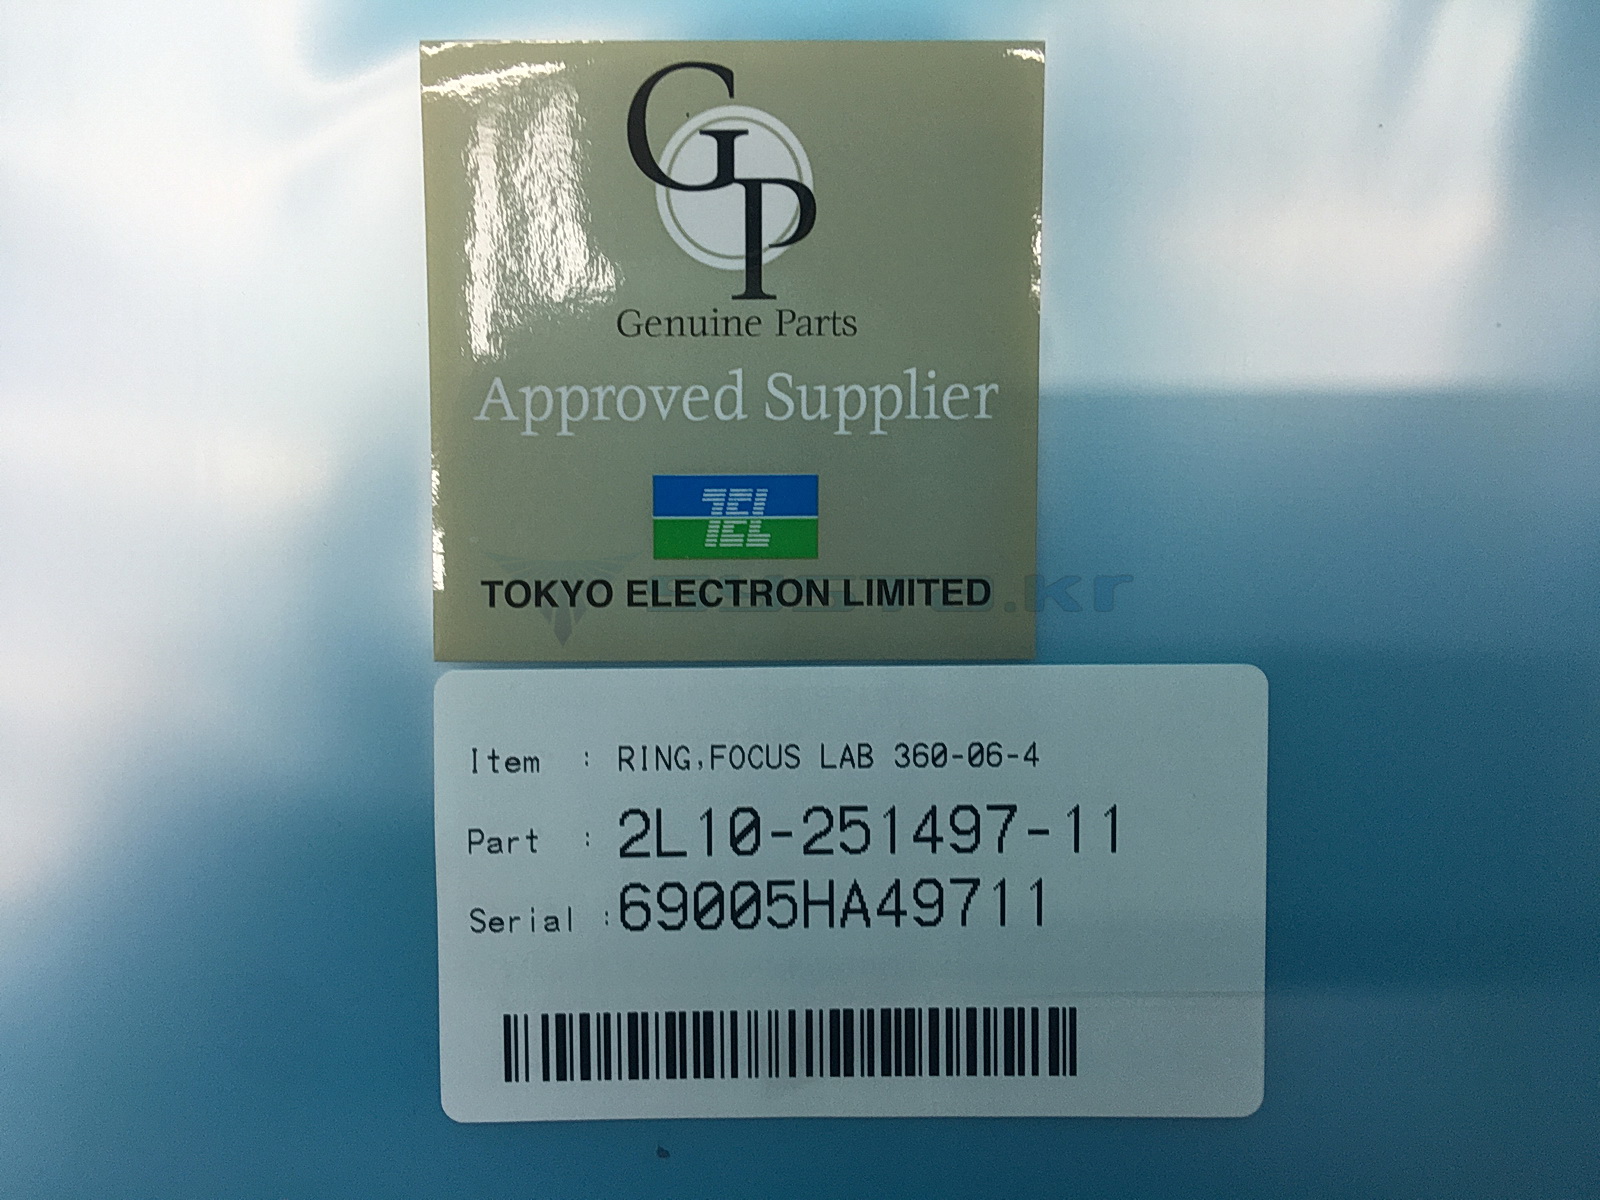 GP
Genuine Parts
Approved Supplier
TEL
TOKYO ELECTRON LIMITED
.kr
Item : RING,FOCUS LAB 360-06-4
Part : 2L10-251497-11
Serial :69005HA49711